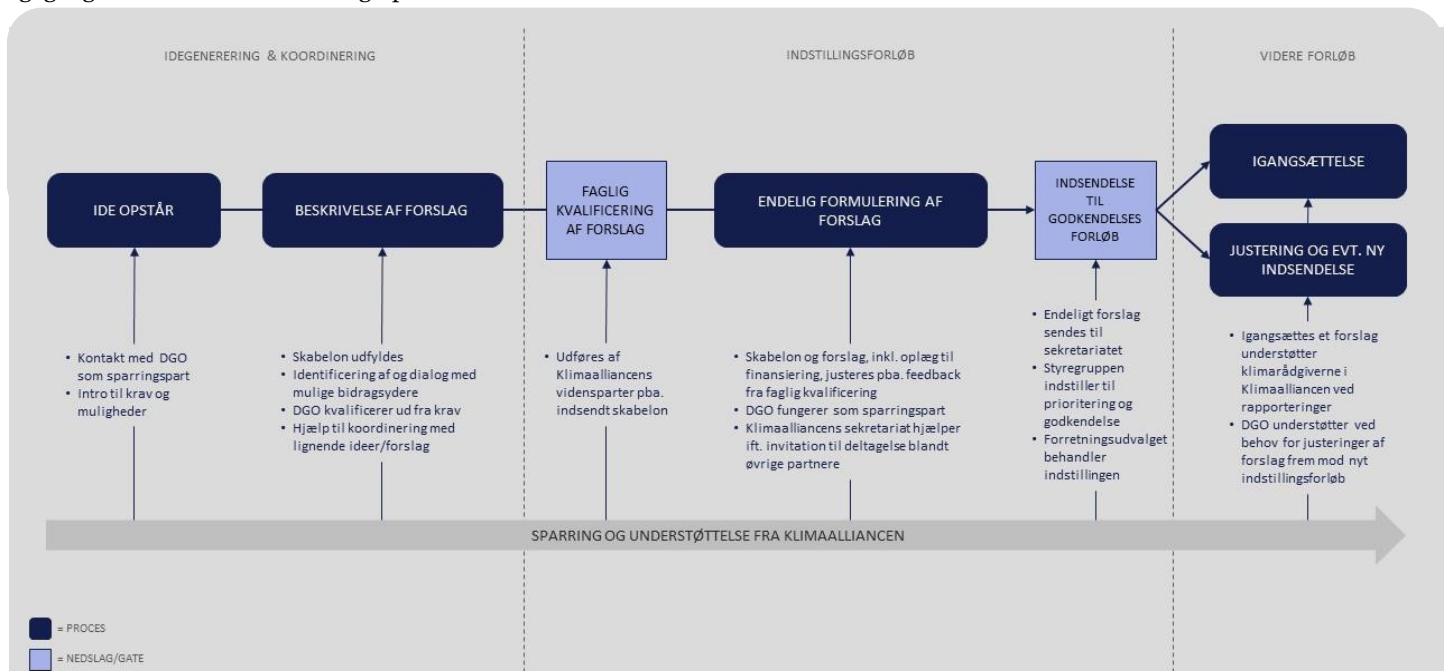 IDEGENERERING & KOORDINERING
INDSTILLINGSFORLØB
VIDERE FORLØB
IDE OPSTÅR
BESKRIVELSE AF FORSLAG
FAGLIG
KVALIFICERING
AF FORSLAG
ENDELIG FORMULERING AF
FORSLAG
INDSENDELSE
TIL
GODKENDELSES
FORLØB
IGANGSÆTTELSE
JUSTERING OG EVT. NY
INDSENDELSE
• Kontakt med DGO
som sparringspart
• Intro til krav og
muligheder
• Skabelon udfyldes
• Identificering af og dialog med
mulige bidragsydere
• DGO kvalificerer ud fra krav
• Hjælp til koordinering med
lignende ideer/forslag
• Udføres af
Klimaalliancens
vidensparter pba.
indsendt skabelon
• Skabelon og forslag, inkl. oplæg til
finansiering, justeres pba. feedback
fra faglig kvalificering
• DGO fungerer som sparringspart
• Klimaalliancens sekretariat hjælper
ift. invitation til deltagelse blandt
øvrige partnere
• Endeligt forslag
sendes til
sekretariatet
• Styregruppen
indstiller til
prioritering og
godkendelse
• Forretningsudvalget
behandler
indstillingen
• Igangsættes et forslag
understøtter
klimarådgiverne i
Klimaalliancen ved
rapporteringer
• DGO understøtter ved
behov for justeringer af
forslag frem mod nyt
indstillingsforløb
SPARRING OG UNDERSTØTTELSE FRA KLIMAALLIANCEN
= PROCES
= NEDSLAG/GATE